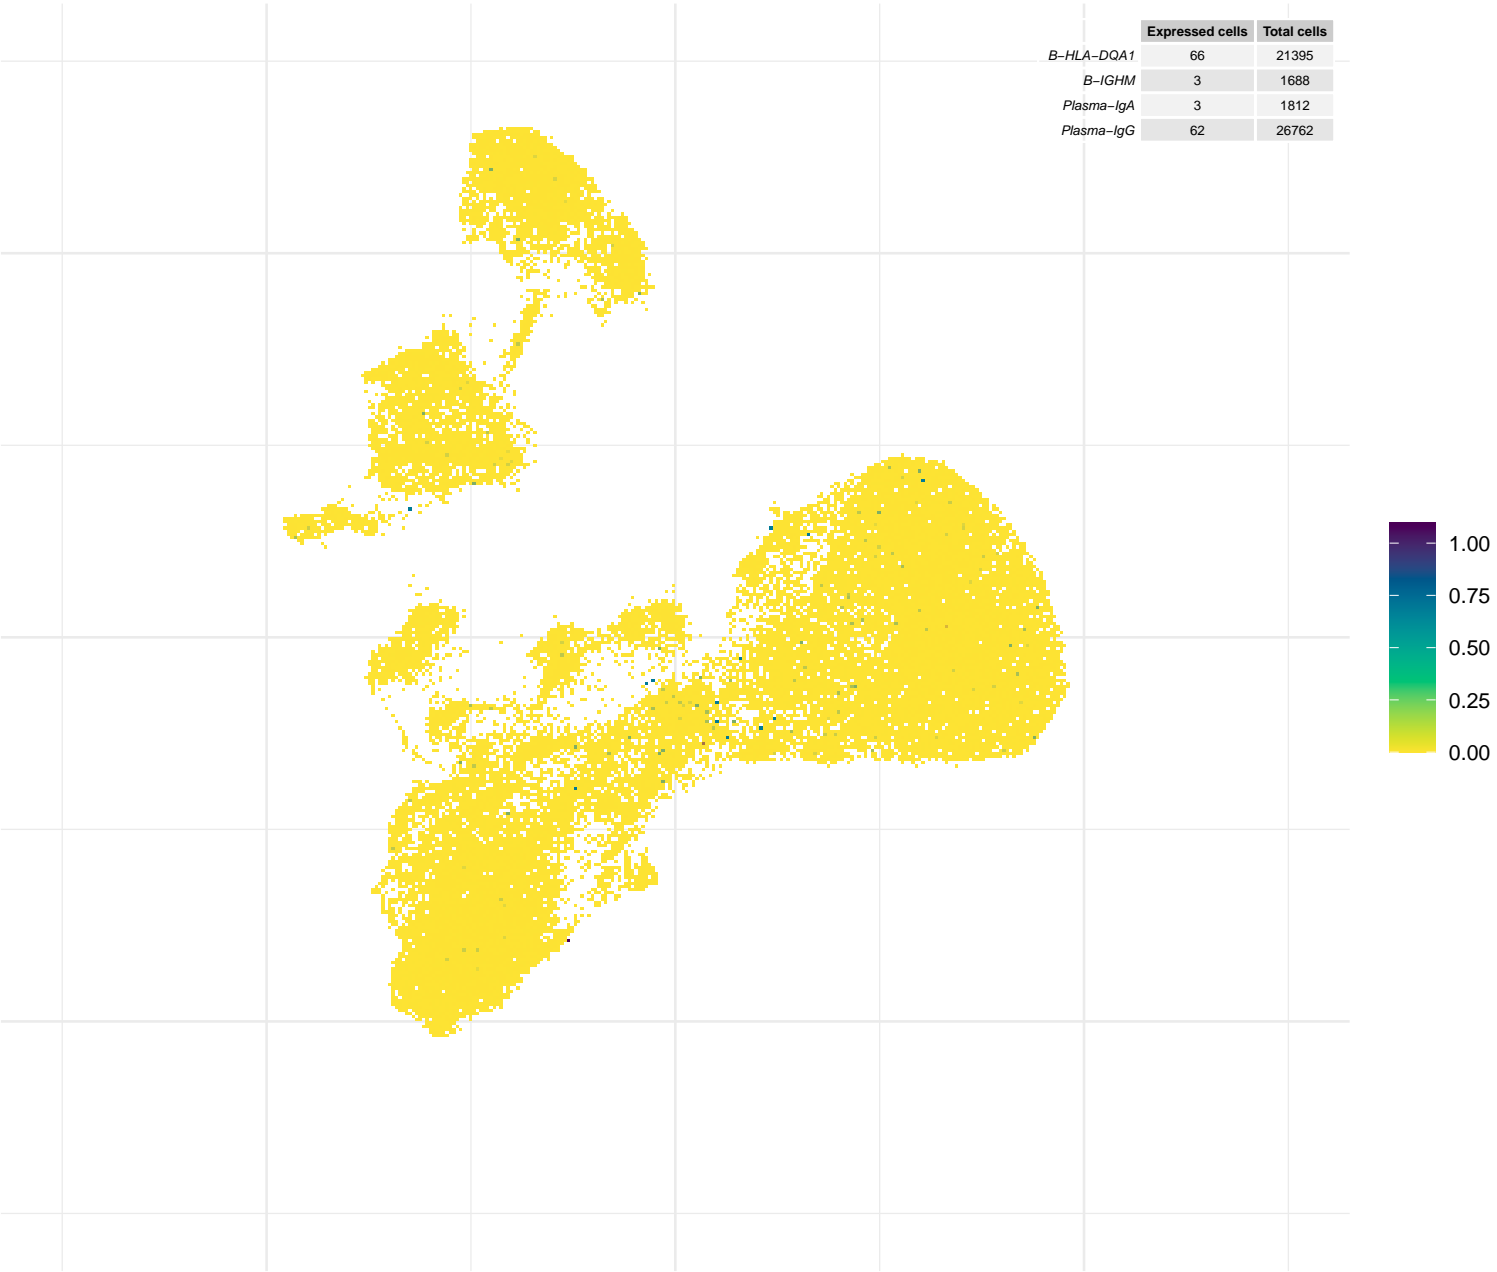 Expressed cells Total cells
B−HLA−DQA1 66 21395
B−IGHM 3 1688
Plasma−IgA 3 1812
Plasma−IgG 62 26762
1.00
0.75
0.50
0.25
0.00